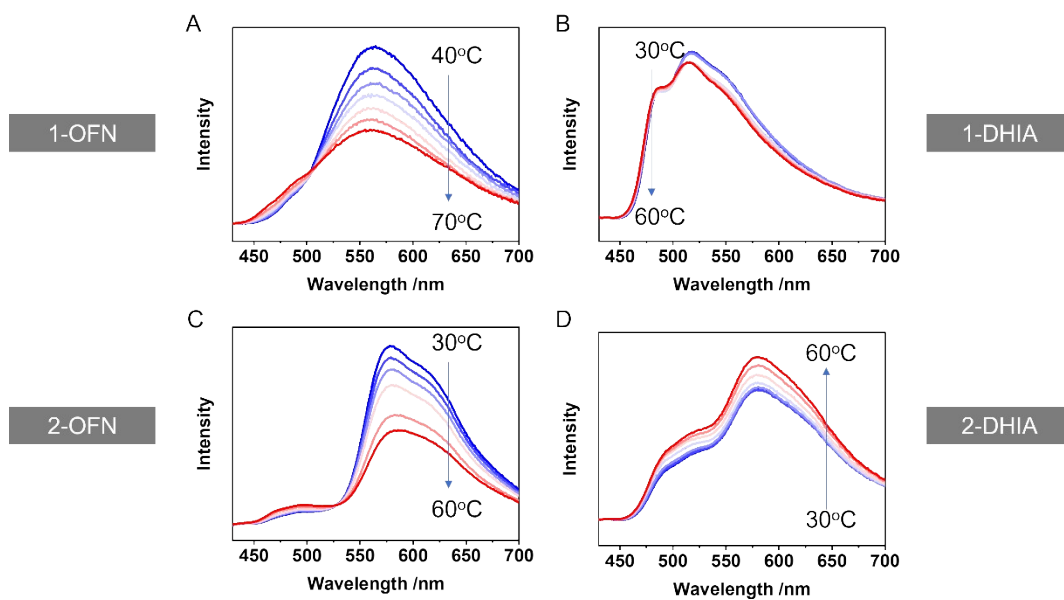 A
40°C
70°C
Intensity
450 500 550 600 650 700
Wavelength /nm
1-OFN
B
30°C
60°C
Intensity
450 500 550 600 650 700
Wavelength /nm
1-DHIA
C
30°C
60°C
Intensity
450 500 550 600 650 700
Wavelength /nm
2-OFN
D
60°C
30°C
Intensity
450 500 550 600 650 700
Wavelength /nm
2-DHIA